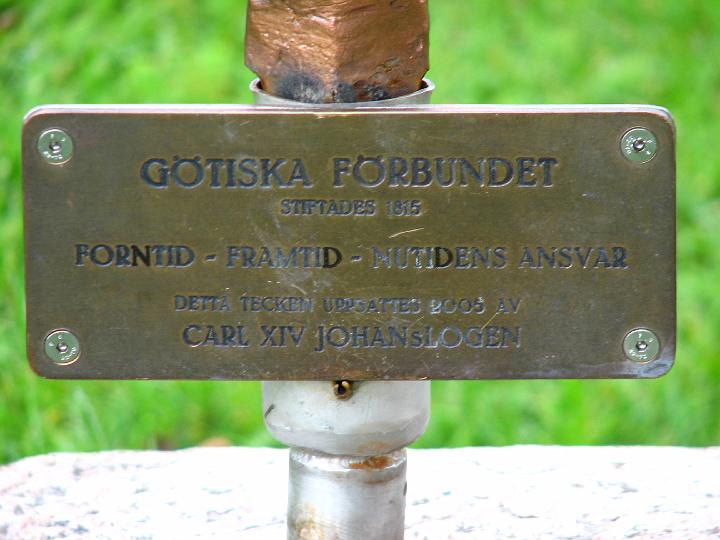 GÖTISKA FÖRBUNDET
STIFTADES 1815
FORNTID - FRAMTID - NUTIDENS ANSVAR
DETTA TECKEN UPPSATTES 2005 AV
CARL XIV JOHANsLOGEN